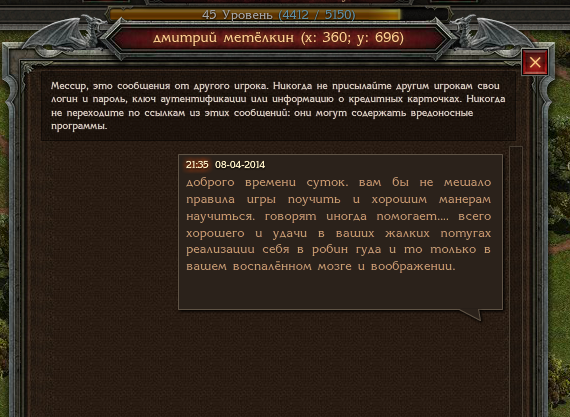 45 Уровень (4412 / 5150)
дмитрий метёлкин (x: 360; y: 696)
Мессир, это сообщения от другого игрока. Никогда не присылайте другим игрокам свои
логин и пароль, ключ аутентификации или информацию о кредитных карточках. Никогда
не переходите по ссылкам из этих сообщений: они могут содержать вредоносные
программы.
21:35 08-04-2014
доброго времени суток. вам бы не мешало
правила игры поучить и хорошим манерам
научиться. говорят иногда помогает.... всего
хорошего и удачи в ваших жалких потугах
реализации себя в робин гуда и то только в
вашем воспалённом мозге и воображении.